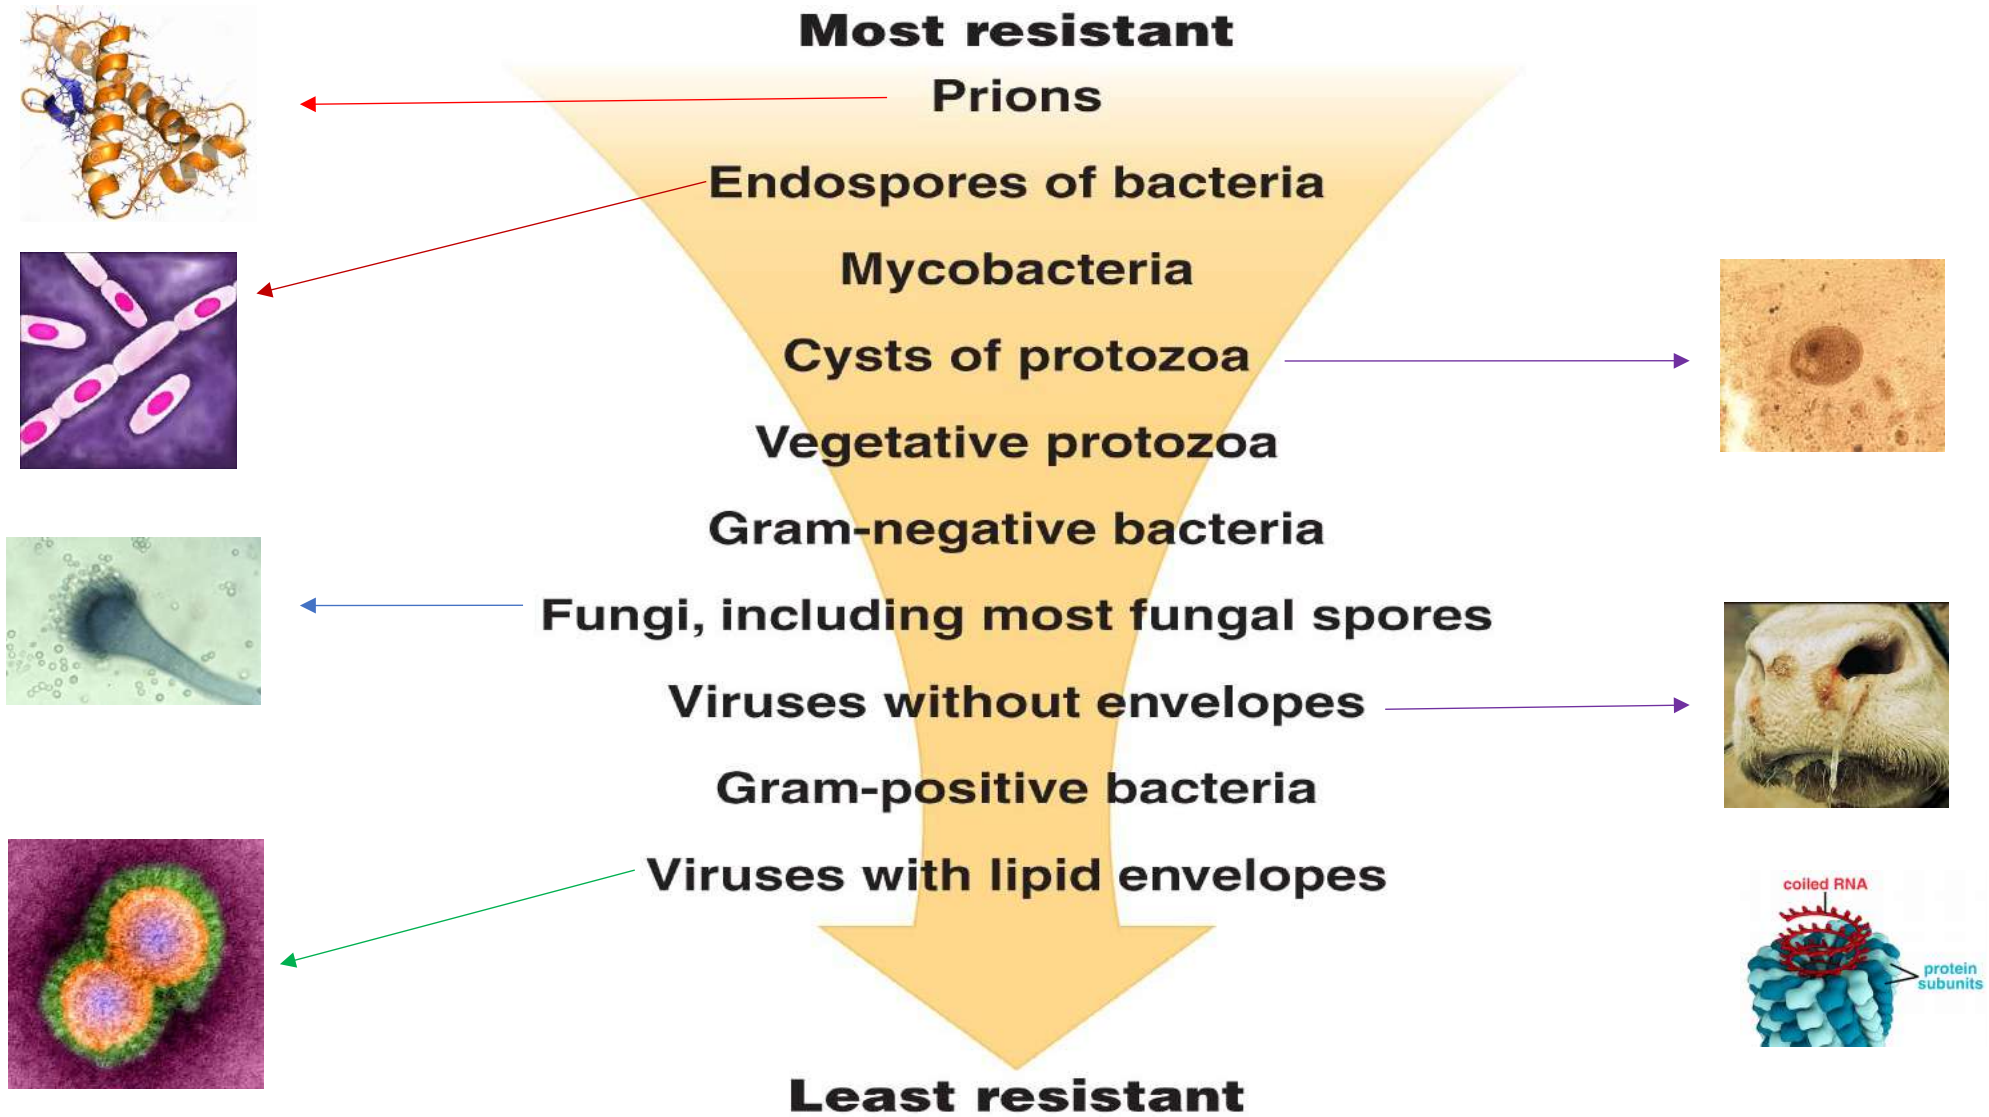 Most resistant
Prions
Endospores of bacteria
Mycobacteria
Cysts of protozoa
Vegetative protozoa
Gram-negative bacteria
Fungi, including most fungal spores
Viruses without envelopes
Gram-positive bacteria
Viruses with lipid envelopes
coiled RNA
protein
subunits
Least resistant